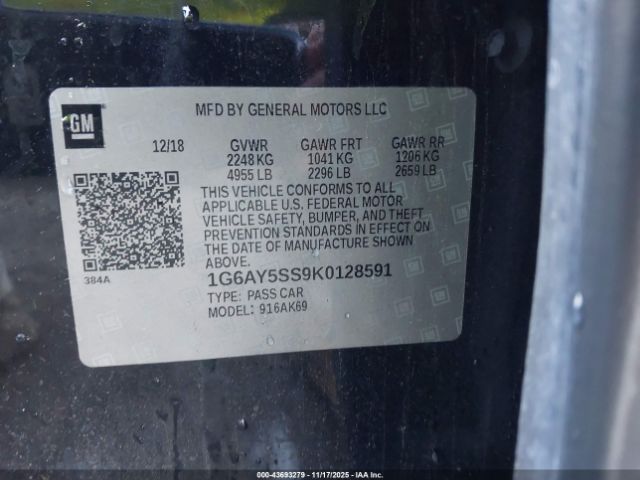 GM
MFD BY GENERAL MOTORS LLC
12/18 GVWR GAWR FRT GAWR RR
2248 KG 1041 KG 1206 KG
4955 LB 2296 LB 2659 LB
THIS VEHICLE CONFORMS TO ALL
APPLICABLE U.S. FEDERAL MOTOR
VEHICLE SAFETY, BUMPER, AND THEFT
PREVENTION STANDARDS IN EFFECT ON
THE DATE OF MANUFACTURE SHOWN
ABOVE.
384A
1G6AY5SS9K0128591
TYPE: PASS CAR
MODEL: 916AK69
000-43693279 - 11/17/2025 - IAAI.COM